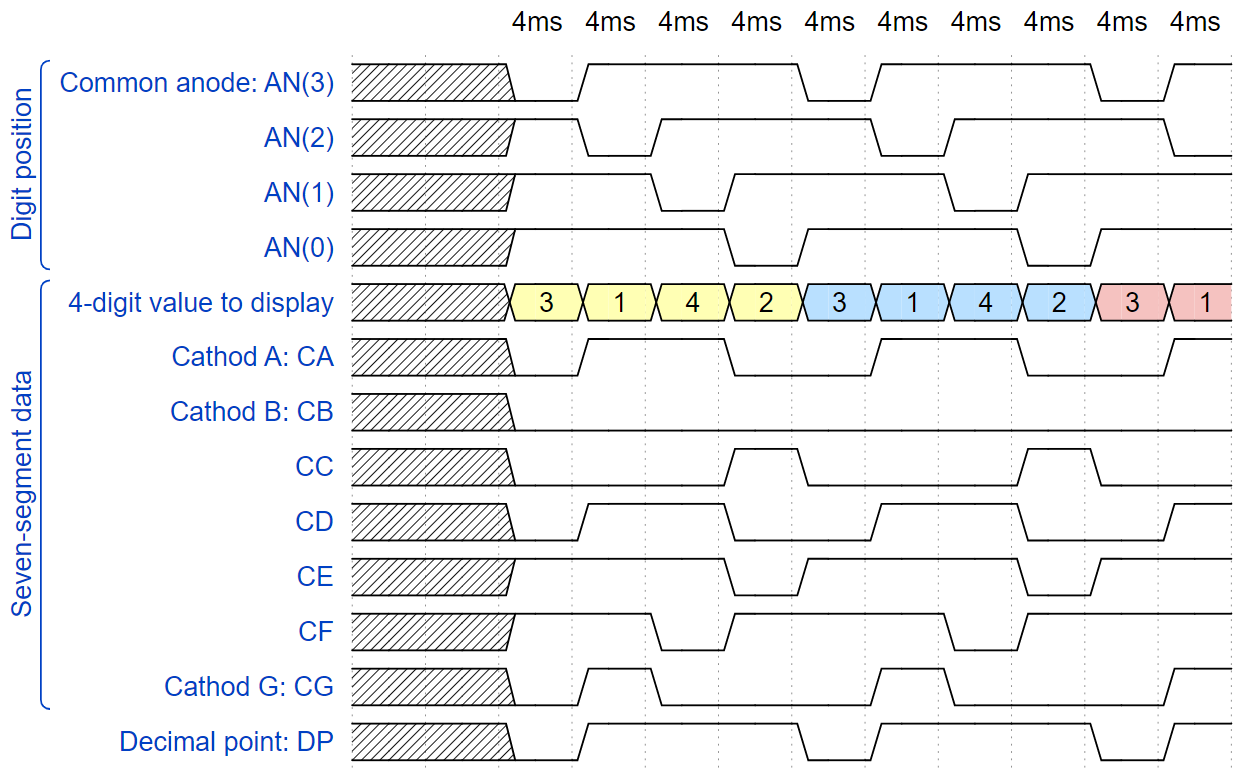 4ms 4ms 4ms 4ms 4ms 4ms 4ms 4ms 4ms 4ms
Digit position
Common anode: AN(3)
AN(2)
AN(1)
AN(0)
Seven-segment data
4-digit value to display 3 1 4 2 3 1 4 2 3 1
Cathod A: CA
Cathod B: CB
CC
CD
CE
CF
Cathod G: CG
Decimal point: DP